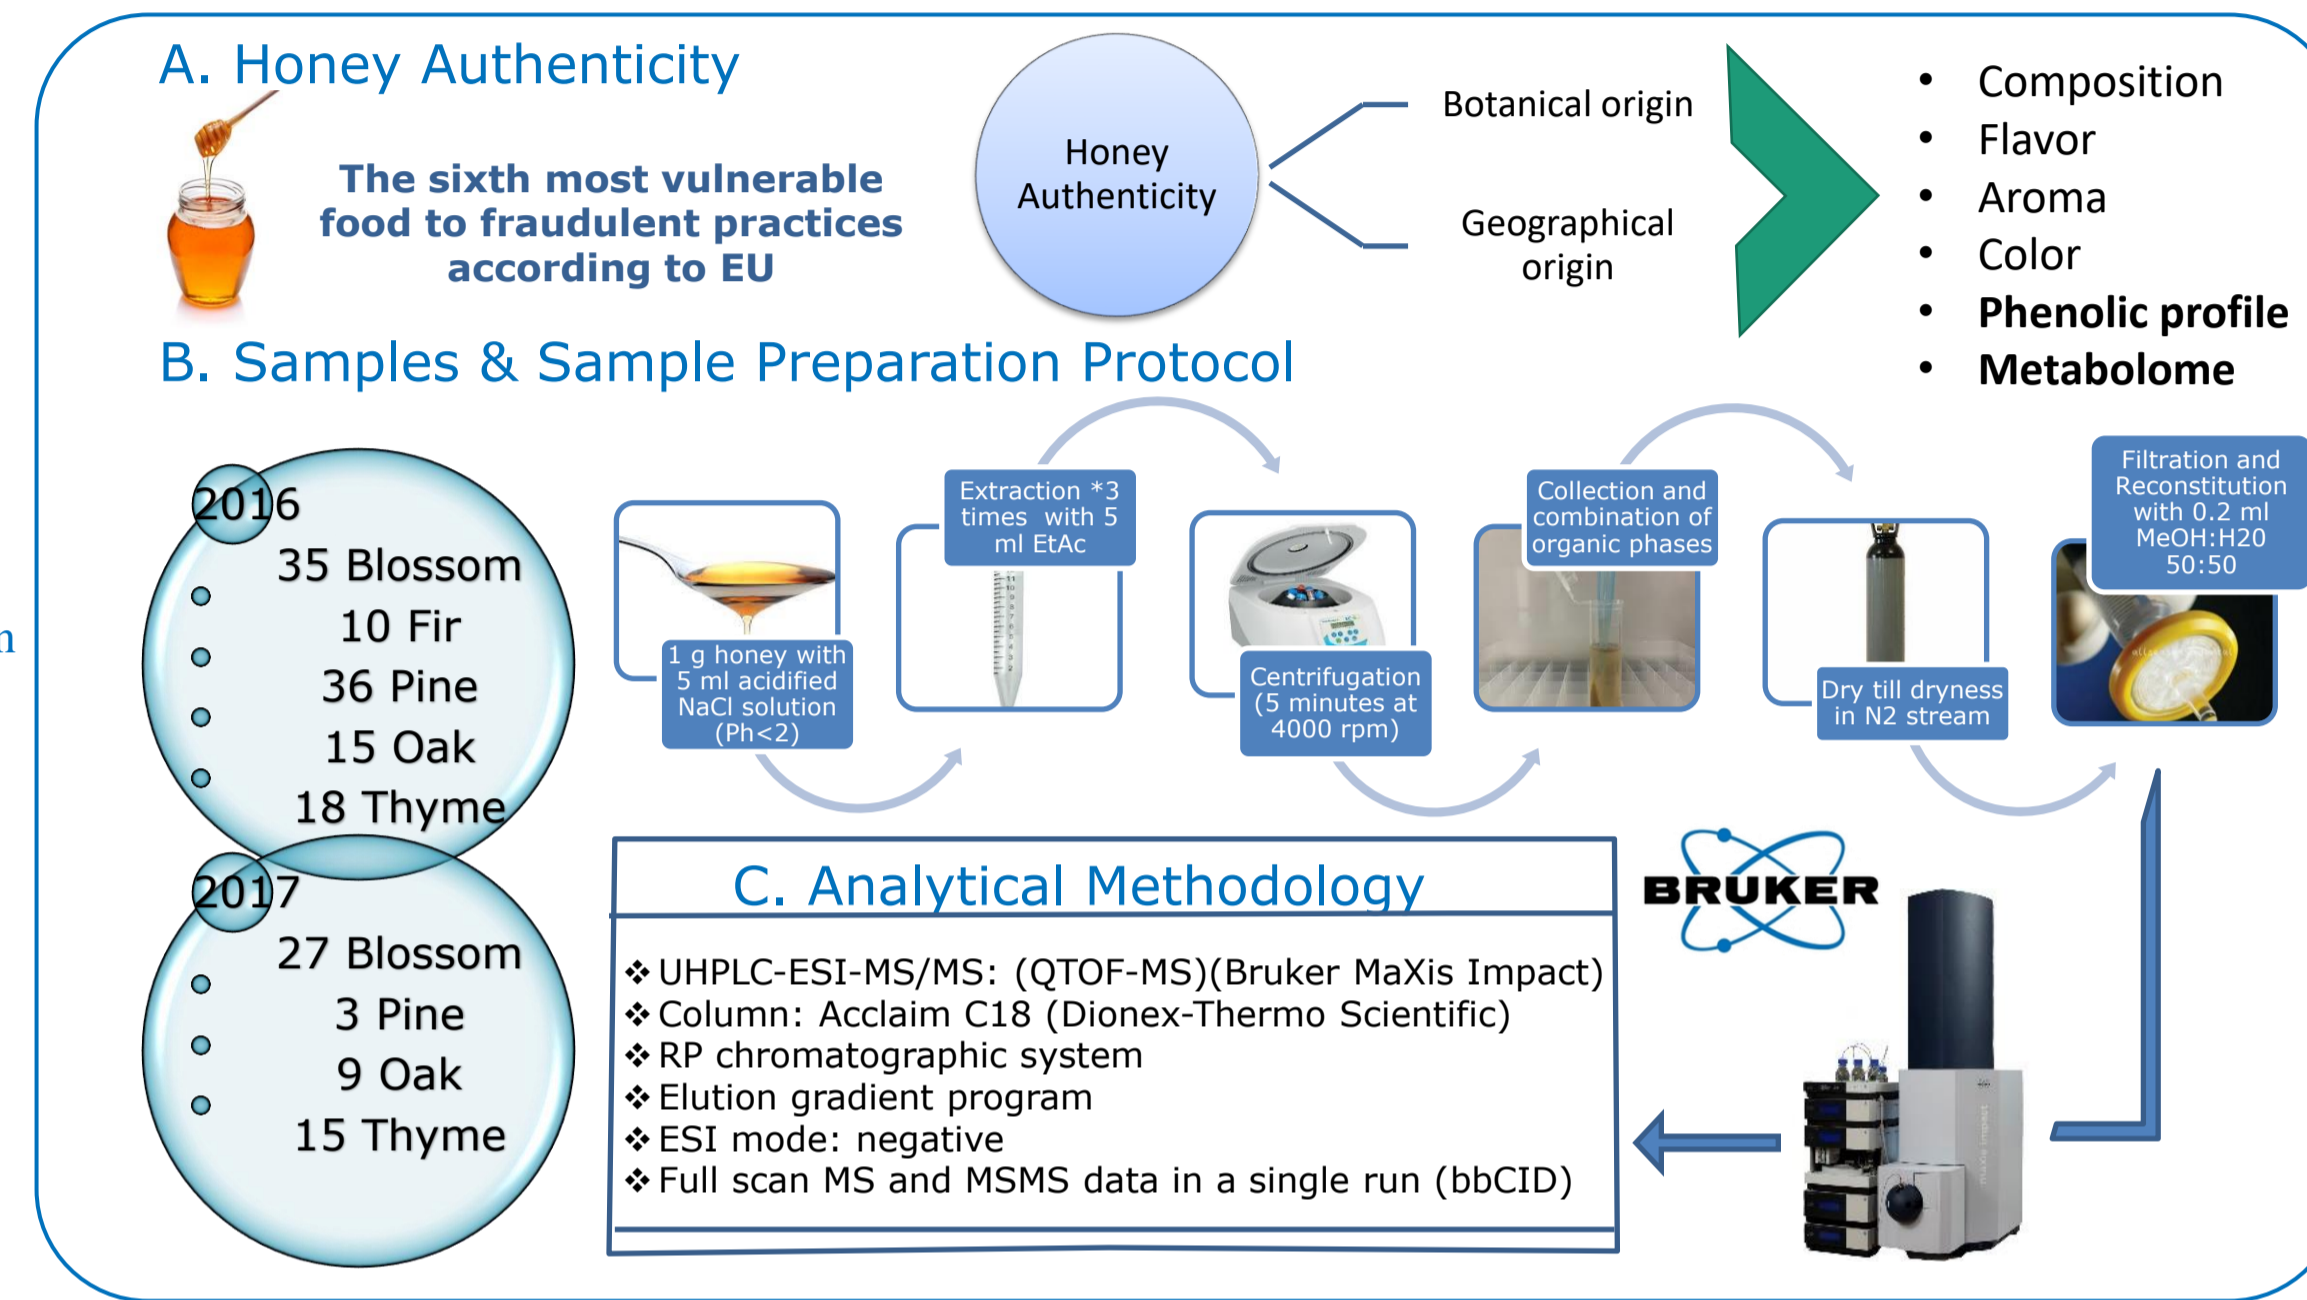 A. Honey Authenticity
The sixth most vulnerable
food to fraudulent practices
according to EU
Honey
Authenticity
Botanical origin
Geographical
origin
• Composition
• Flavor
• Aroma
• Color
• Phenolic profile
• Metabolome
B. Samples & Sample Preparation Protocol
2016
35 Blossom
10 Fir
36 Pine
15 Oak
18 Thyme
2017
27 Blossom
3 Pine
9 Oak
15 Thyme
1 g honey with
5 ml acidified
NaCl solution
(Ph<2)
Extraction *3
times with 5
ml EtAc
Centrifugation
(5 minutes at
4000 rpm)
Collection and
combination of
organic phases
Dry till dryness
in N2 stream
Filtration and
Reconstitution
with 0.2 ml
MeOH:H20
50:50
C. Analytical Methodology
❖ UHPLC-ESI-MS/MS: (QTOF-MS)(Bruker MaXis Impact)
❖ Column: Acclaim C18 (Dionex-Thermo Scientific)
❖ RP chromatographic system
❖ Elution gradient program
❖ ESI mode: negative
❖ Full scan MS and MSMS data in a single run (bbCID)
BRUKER
maXis impact
n